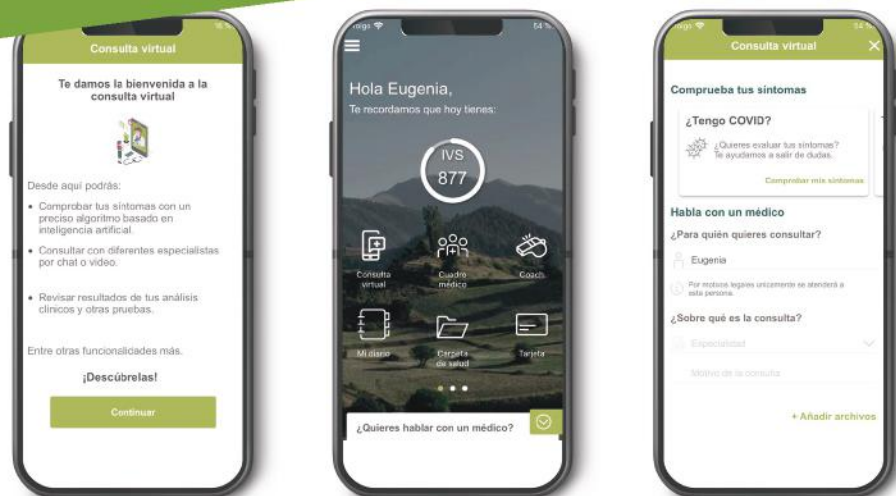 Consulta virtual
Te damos la bienvenida a la
consulta virtual
Desde aquí podrás:
• Comprobar tus síntomas con un
preciso algoritmo basado en
inteligencia artificial.
• Consultar con diferentes especialistas
por chat o video.
• Revisar resultados de tus análisis
clínicos y otras pruebas.
Entre otras funcionalidades más.
¡Descúbrelas!
Continuar
Hola Eugenia,
Te recordamos que hoy tienes:
IVS
877
Consulta
virtual
Cuadro
médico
Coach
Mi diario
Carpeta
de salud
Tarjeta
¿Quieres hablar con un médico?
Consulta virtual
Comprueba tus síntomas
¿Tengo COVID?
¿Quieres evaluar tus síntomas?
Te ayudamos a salir de dudas.
Comprobar mis síntomas
Habla con un médico
¿Para quién quieres consultar?
Eugenia
Por motivos legales unicamente se atenderá a
esta persona.
¿Sobre qué es la consulta?
Especialidad
Motivo de la consulta
+ Añadir archivos